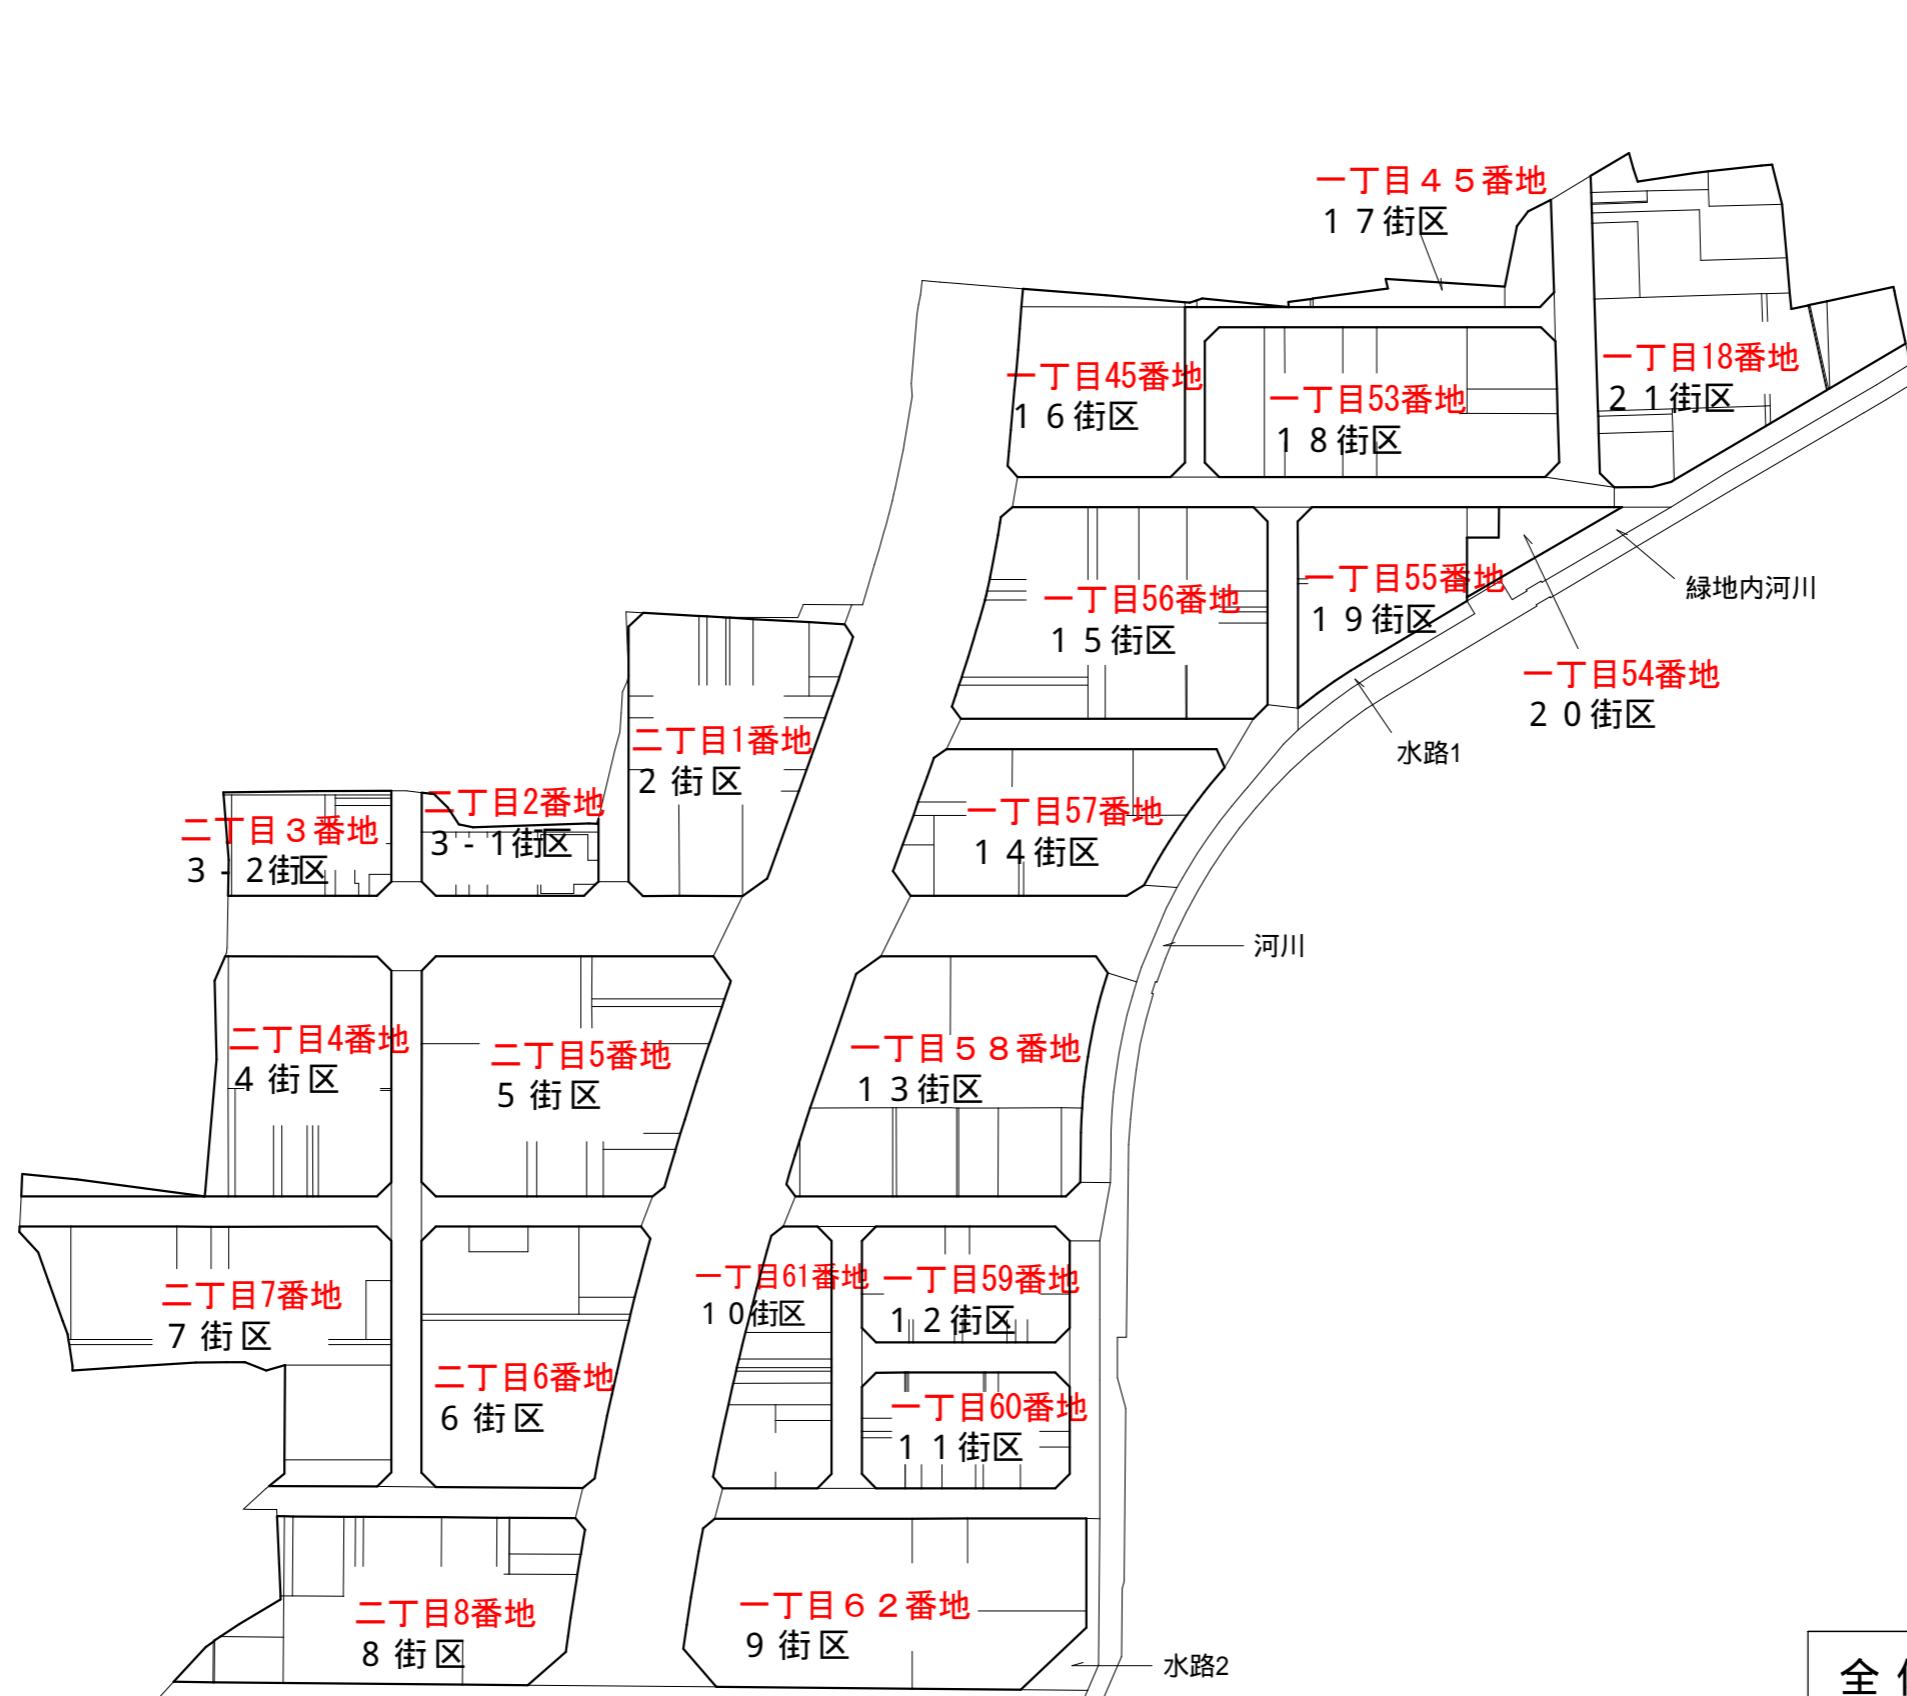 一丁目４５番地
１７街区
一丁目45番地
１６街区
一丁目53番地
１８街区
一丁目18番地
２１街区
一丁目56番地
１５街区
一丁目55番地
１９街区
緑地内河川
一丁目54番地
２０街区
水路1
二丁目1番地
２街区
二丁目2番地
３-１街区
二丁目３番地
３-２街区
一丁目57番地
１４街区
河川
二丁目4番地
４街区
二丁目5番地
５街区
一丁目５８番地
１３街区
二丁目7番地
７街区
一丁目61番地
１０街区
一丁目59番地
１２街区
二丁目6番地
６街区
一丁目60番地
１１街区
二丁目8番地
８街区
一丁目６２番地
９街区
水路2
全